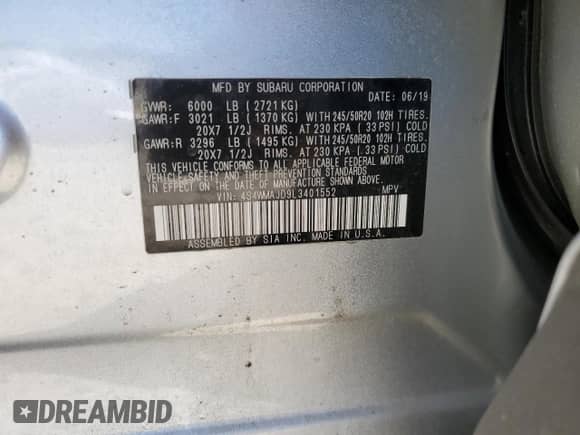 MFD BY SUBARU CORPORATION
DATE: 06/19
GVWR: 6000 LB ( 2721 KG)
GAWR:F 3021 LB ( 1370 KG) WITH 245/50R20 102H TIRES.
20X7 1/2J RIMS. AT 230 KPA ( 33 PSI) COLD
GAWR:R 3296 LB ( 1495 KG) WITH 245/50R20 102H TIRES.
20X7 1/2J RIMS. AT 230 KPA ( 33 PSI) COLD
THIS VEHICLE CONFORMS TO ALL APPLICABLE FEDERAL MOTOR
VEHICLE SAFETY AND THEFT PREVENTION STANDARDS
IN EFFECT ON THE DATE OF MANUFACTURE SHOWN ABOVE.
VIN: 4S4WMAJD9L3401552 MPV
ASSEMBLED BY SIA INC. MADE IN U.S.A.
DREAMBID